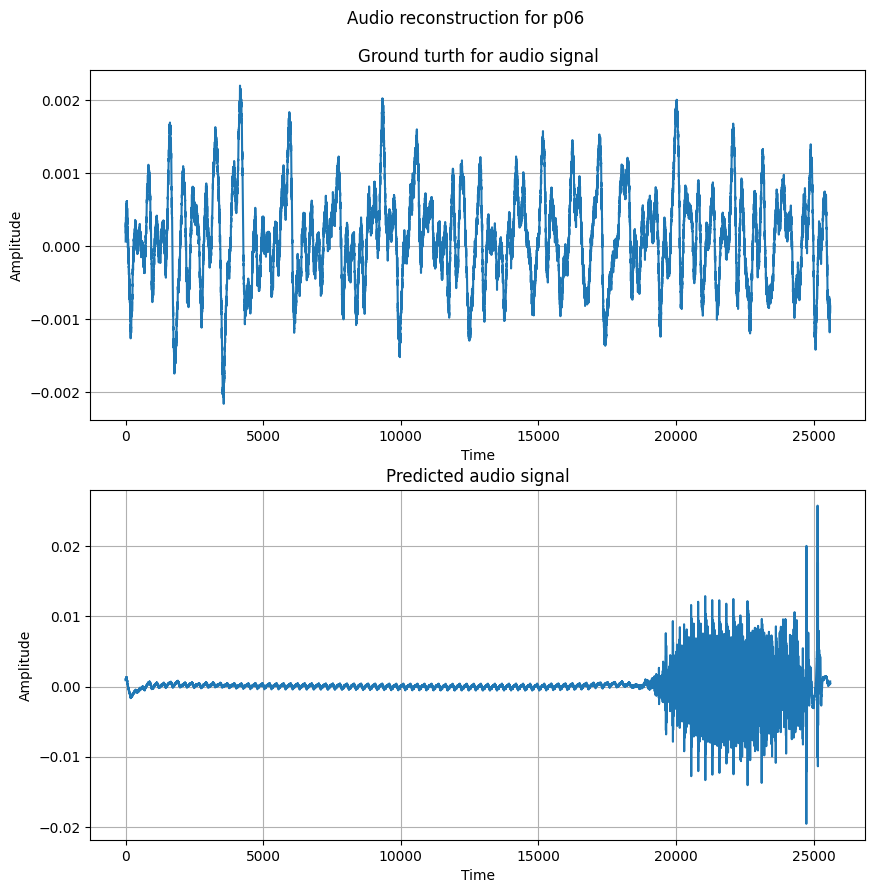 Audio reconstruction for p06
Ground turth for audio signal
Amplitude
0.002
0.001
0.000
−0.001
−0.002
0 5000 10000 15000 20000 25000
Time
Predicted audio signal
Amplitude
0.02
0.01
0.00
−0.01
−0.02
0 5000 10000 15000 20000 25000
Time